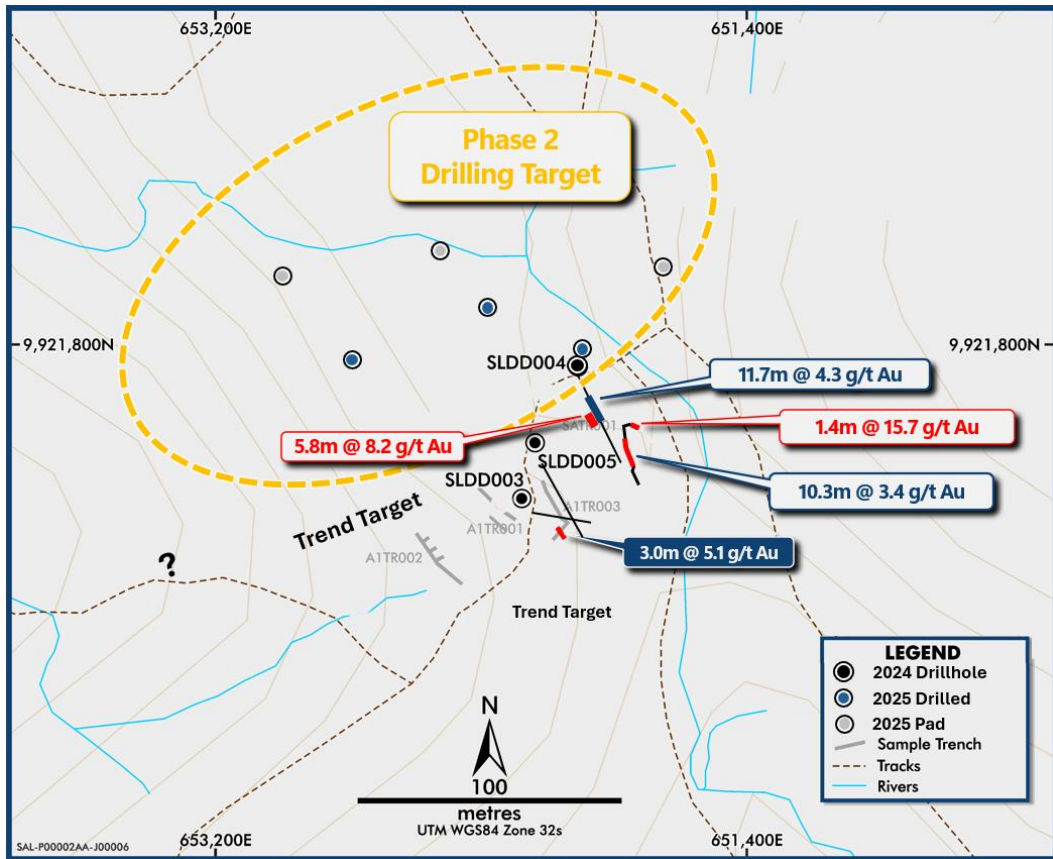 653,200E
651,400E
Phase 2
Drilling Target
9,921,800N
9,921,800N
SLDD004
11.7m @ 4.3 g/t Au
1.4m @ 15.7 g/t Au
SATR001
5.8m @ 8.2 g/t Au
SLDD005
SLDD003
10.3m @ 3.4 g/t Au
Trend Target
A1TR003
A1TR001
A1TR002
3.0m @ 5.1 g/t Au
?
Trend Target
LEGEND
2024 Drillhole
2025 Drilled
2025 Pad
Sample Trench
Tracks
Rivers
N
100
metres
UTM WGS84 Zone 32s
SAL-P00002AA-J00006
653,200E
651,400E